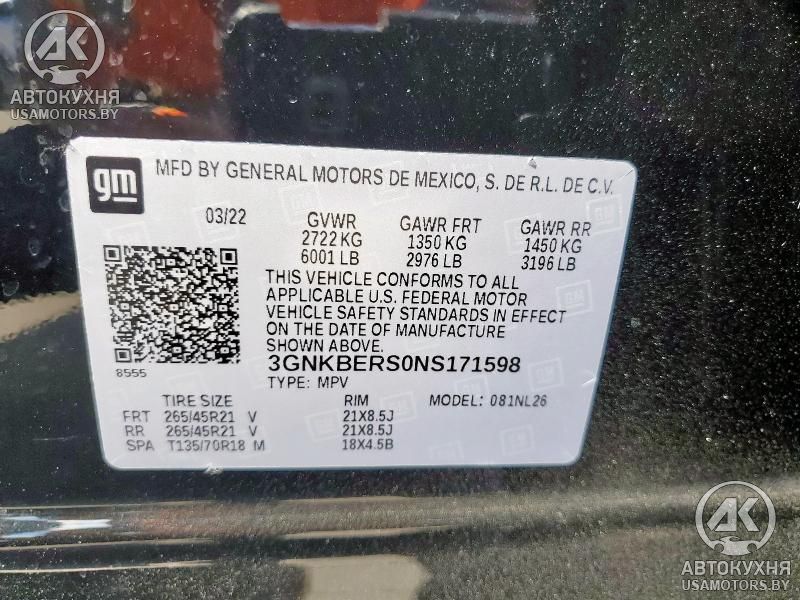 AK
АВТОКУХНЯ
USAMOTORS.BY
gm
MFD BY GENERAL MOTORS DE MEXICO, S. DE R.L. DE C.V.
03/22 GVWR GAWR FRT GAWR RR
2722 KG 1350 KG 1450 KG
6001 LB 2976 LB 3196 LB
THIS VEHICLE CONFORMS TO ALL
APPLICABLE U.S. FEDERAL MOTOR
VEHICLE SAFETY STANDARDS IN EFFECT
ON THE DATE OF MANUFACTURE
SHOWN ABOVE.
8555
3GNKBERS0NS171598
TYPE: MPV
TIRE SIZE RIM MODEL: 081NL26
FRT 265/45R21 V 21X8.5J
RR 265/45R21 V 21X8.5J
SPA T135/70R18 M 18X4.5B
AK
АВТОКУХНЯ
USAMOTORS.BY